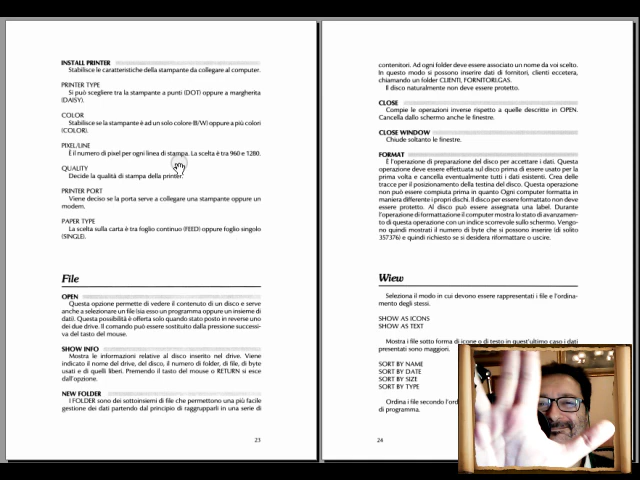 INSTALL PRINTER
Stabilisce le caratteristiche della stampante da collegare al computer.
PRINTER TYPE
Si può scegliere tra la stampante a punti (DOT) oppure a margherita
(DAISY).
COLOR
Stabilisce se la stampante è ad un solo colore (B/W) oppure a più colori
(COLOR).
PIXEL/LINE
È il numero di pixel per ogni linea di stampa. La scelta è tra 960 e 1280.
QUALITY
Decide la qualità di stampa della printer.
PRINTER PORT
Viene deciso se la porta serve a collegare una stampante oppure un
modem.
PAPER TYPE
La scelta sulla carta è tra foglio continuo (FEED) oppure foglio singolo
(SINGLE).
File
OPEN
Questa opzione permette di vedere il contenuto di un disco e serve
anche a selezionare un file (sia esso un programma oppure un insieme di
dati). Questa possibilità è offerta solo dopo aver posto in reverse uno
dei due drive. Il comando può essere sostituito dalla pressione successi-
va del tasto del mouse.
SHOW INFO
Mostra le informazioni relative al disco inserito nel drive. Viene
indicato il nome del drive, del disco, il numero di folder, di file, di byte
usati e di quelli liberi. Premendo il tasto del mouse o RETURN si esce
dall'opzione.
NEW FOLDER
I FOLDER sono dei sottoinsiemi di file che permettono una più facile
gestione dei dati partendo dal principio di raggrupparli in una serie di
23
contenitori. Ad ogni folder deve essere associato un nome da voi scelto.
In questo modo si possono inserire dati di fornitori, clienti eccetera,
chiamando un folder CLIENTI, FORNITORI.GAS.
Il disco naturalmente non deve essere protetto.
CLOSE
Compie le operazioni inverse rispetto a quelle descritte in OPEN.
Cancella dallo schermo anche le finestre.
CLOSE WINDOW
Chiude soltanto le finestre.
FORMAT
È l'operazione di preparazione del disco per accettare i dati. Questa
operazione deve essere effettuata sul disco prima di essere usato per la
prima volta e cancella eventualmente tutti i dati esistenti. Crea delle
tracce per il posizionamento della testina del disco. Questa operazione
non può essere compiuta prima in quanto Ogni computer formatta in
maniera differente i propri dischi. Il disco per essere formattato non deve
essere protetto. Al disco può essere assegnata una label. Durante
l'operazione di formattazione il computer mostra lo stato di avanzamen-
to di questa operazione con un indice scorrevole sullo schermo. Vengo-
no quindi mostrati il numero di byte che si possono inserire (di solito
357376) e quindi richiesto se si desidera riformattare o uscire.
Wiew
Seleziona il modo in cui devono essere rappresentati i file e l'ordina-
mento degli stessi.
SHOW AS ICONS
SHOW AS TEXT
Mostra i file sotto forma di icone o di testo in quest'ultimo caso i dati
presentati sono maggiori.
SORT BY NAME
SORT BY DATE
SORT BY SIZE
SORT BY TYPE
Ordina i file secondo l'ord
di programma.
24